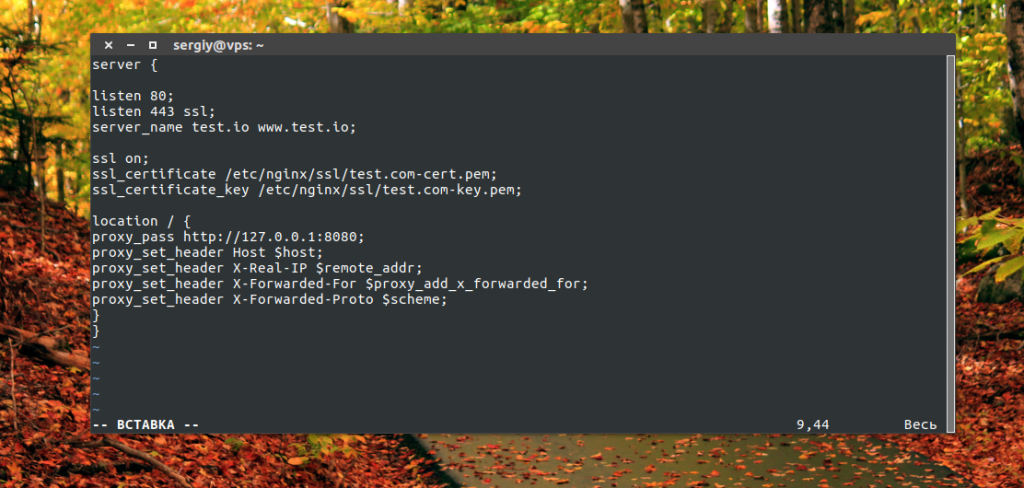 sergiy@vps: ~
server {
listen 80;
listen 443 ssl;
server_name test.io www.test.io;
ssl on;
ssl_certificate /etc/nginx/ssl/test.com-cert.pem;
ssl_certificate_key /etc/nginx/ssl/test.com-key.pem;
location / {
proxy_pass http://127.0.0.1:8080;
proxy_set_header Host $host;
proxy_set_header X-Real-IP $remote_addr;
proxy_set_header X-Forwarded-For $proxy_add_x_forwarded_for;
proxy_set_header X-Forwarded-Proto $scheme;
}
}
~
~
~
~
~
-- ВСТАВКА -- 9,44 Весь